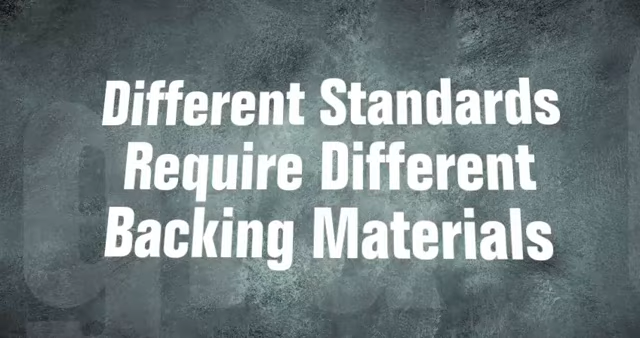 Different Standards
Require Different
Backing Materials